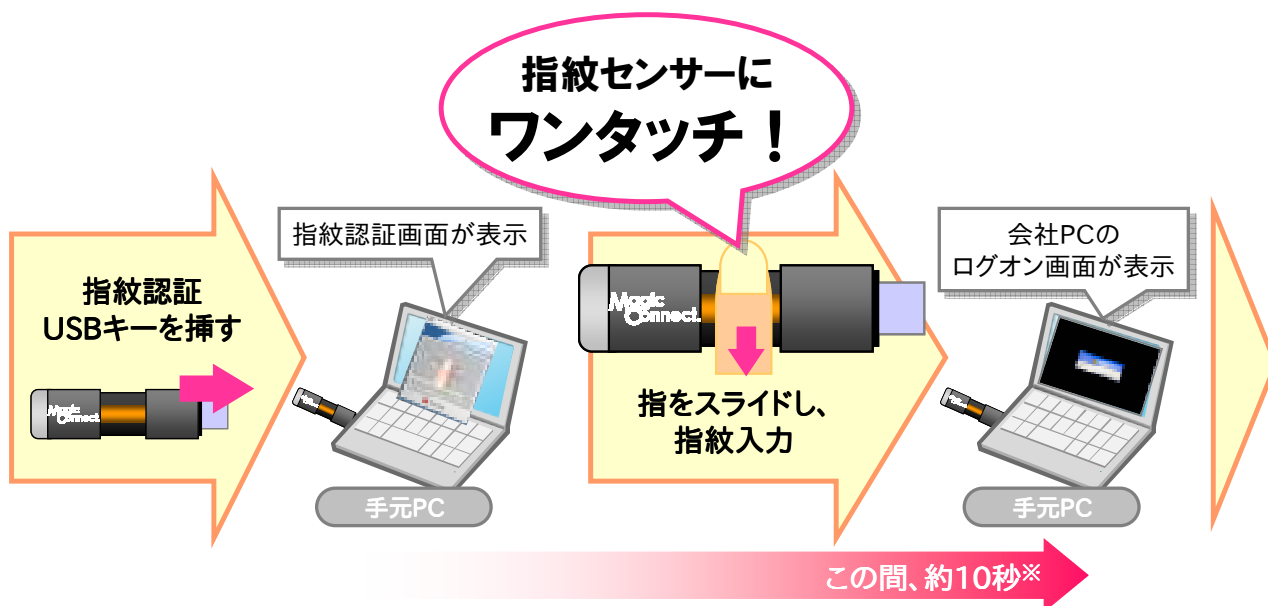 指紋センサーに
ワンタッチ！
指紋認証画面が表示
会社PCの
ログオン画面が表示
指紋認証
USBキーを挿す
Magic
Connect.
Magic
Connect.
指をスライドし、
指紋入力
手元PC
手元PC
この間、約10秒※